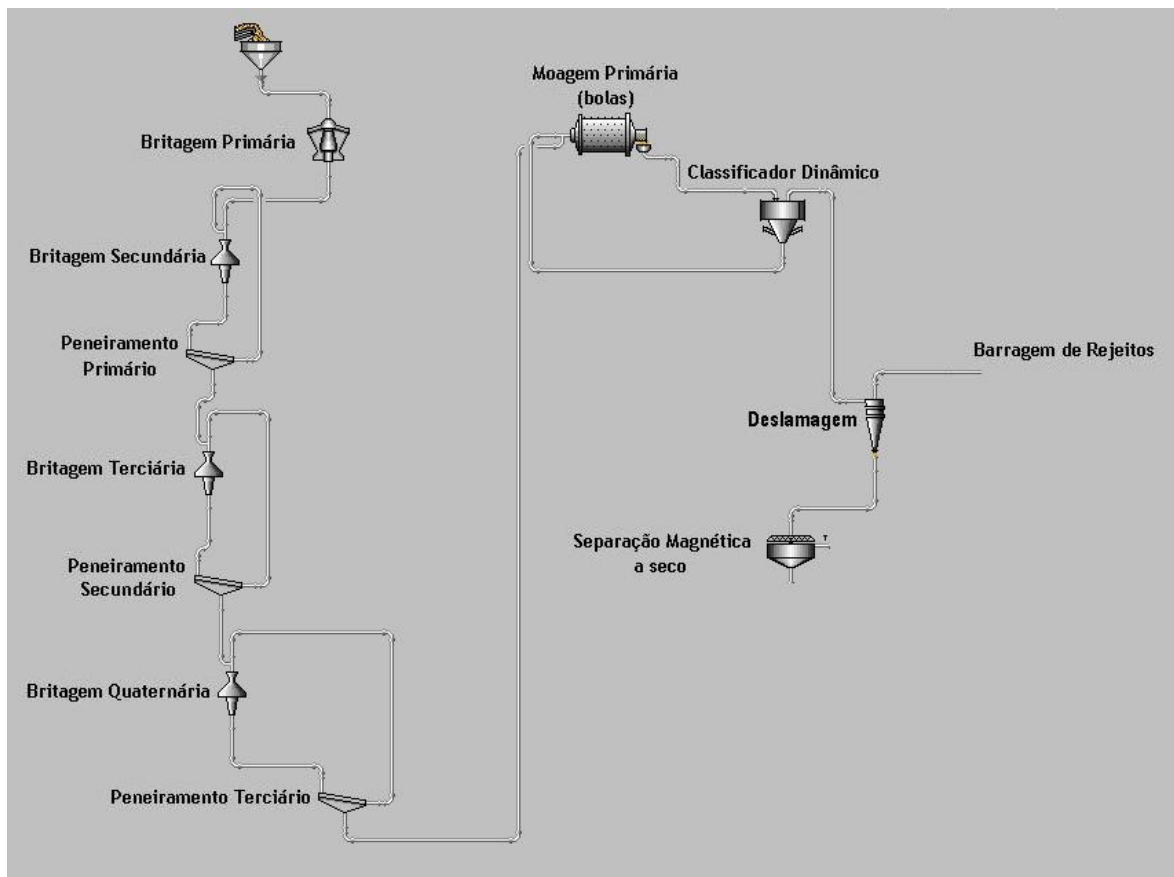 Britagem Primária
Britagem Secundária
Peneiramento
Primário
Britagem Terciária
Peneiramento
Secundário
Britagem Quaternária
Peneiramento Terciário
Moagem Primária
(bolas)
Classificador Dinâmico
Barragem de Rejeitos
Deslamagem
Separação Magnética
a seco